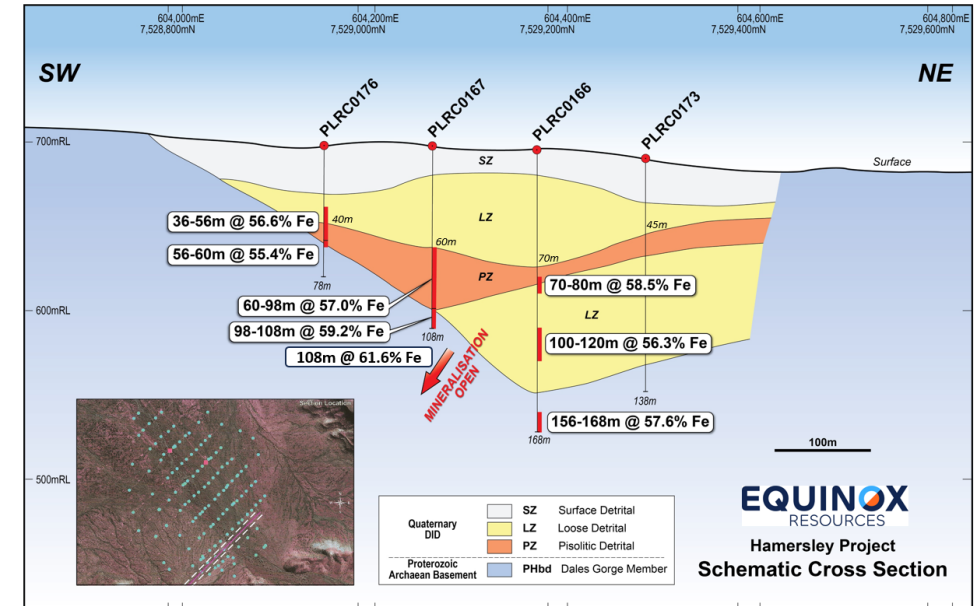 604,000mE
7,528,800mN
604,200mE
7,529,000mN
604,400mE
7,529,200mN
604,600mE
7,529,400mN
604,800mE
7,529,600mN
SW
NE
PLRC0176
PLRC0167
PLRC0166
PLRC0173
700mRL
SZ
Surface
36-56m @ 56.6% Fe
40m
LZ
45m
56-60m @ 55.4% Fe
60m
70m
78m
PZ
70-80m @ 58.5% Fe
60-98m @ 57.0% Fe
600mRL
LZ
98-108m @ 59.2% Fe
108m
100-120m @ 56.3% Fe
108m @ 61.6% Fe
MINERALISATION
OPEN
138m
156-168m @ 57.6% Fe
168m
Section Location
100m
500mRL
EQUINOX
RESOURCES
Hamersley Project
Schematic Cross Section
Quaternary
DID
SZ Surface Detrital
LZ Loose Detrital
PZ Pisolitic Detrital
Proterozoic
Archaean Basement
PHbd Dales Gorge Member